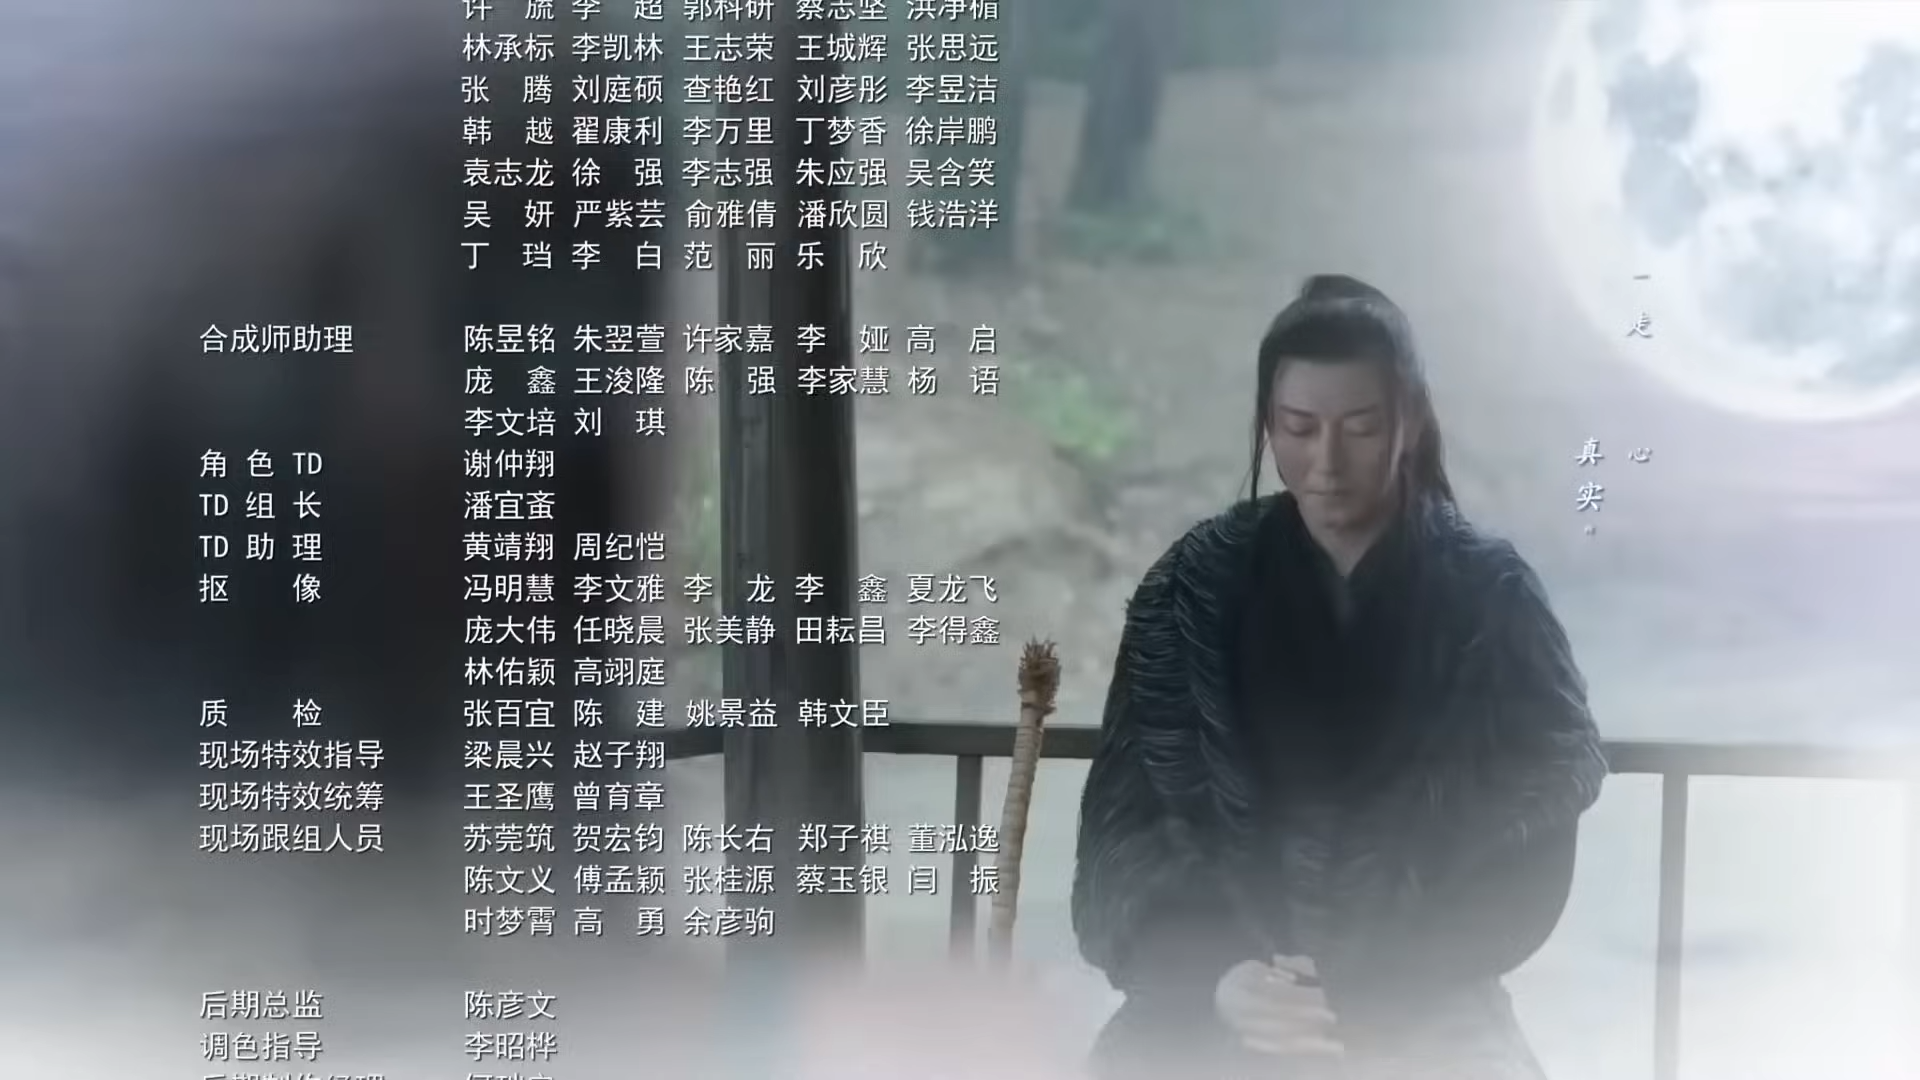 许 巯 李 超 郭科研 蔡志坚 洪净楯
林承标 李凯林 王志荣 王城辉 张思远
张 腾 刘庭硕 查艳红 刘彦彤 李昱洁
韩 越 翟康利 李万里 丁梦香 徐岸鹏
袁志龙 徐 强 李志强 朱应强 吴含笑
吴 妍 严紫芸 俞雅倩 潘欣圆 钱浩洋
丁 珰 李 白 范 丽 乐 欣
合成师助理 陈昱铭 朱翌萱 许家嘉 李 娅 高 启
庞 鑫 王浚隆 陈 强 李家慧 杨 语
李文培 刘 琪
角 色 TD 谢仲翔
TD 组 长 潘宜斋
TD 助 理 黄靖翔 周纪恺
抠 像 冯明慧 李文雅 李 龙 李 鑫 夏龙飞
庞大伟 任晓晨 张美静 田耘昌 李得鑫
林佑颖 高翊庭
质 检 张百宜 陈 建 姚景益 韩文臣
现场特效指导 梁晨兴 赵子翔
现场特效统筹 王圣鹰 曾育章
现场跟组人员 苏莞筑 贺宏钧 陈长右 郑子祺 董泓逸
陈文义 傅孟颖 张桂源 蔡玉银 闫 振
时梦霄 高 勇 余彦驹
后期总监 陈彦文
调色指导 李昭桦
一走 心
真实